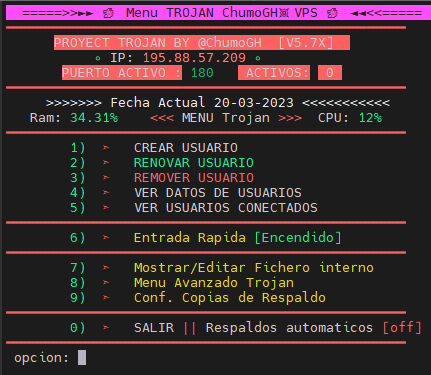 =====>>►► 🐲 Menu TROJAN ChumoGH☠ VPS 🐲 ◄◄<<=====
PROYECT TROJAN BY @ChumoGH [V5.7X]
∘ IP: 195.88.57.209 ∘
PUERTO ACTIVO : 180 ACTIVOS: 0
>>>>>>> Fecha Actual 20-03-2023 <<<<<<<<<<<
Ram: 34.31% <<< MENU Trojan >>> CPU: 12%
1) ➣ CREAR USUARIO
2) ➣ RENOVAR USUARIO
3) ➣ REMOVER USUARIO
4) ➣ VER DATOS DE USUARIOS
5) ➣ VER USUARIOS CONECTADOS
6) ➣ Entrada Rapida [Encendido]
7) ➣ Mostrar/Editar Fichero interno
8) ➣ Menu Avanzado Trojan
9) ➣ Conf. Copias de Respaldo
0) ➣ SALIR || Respaldos automaticos [off]
opcion: